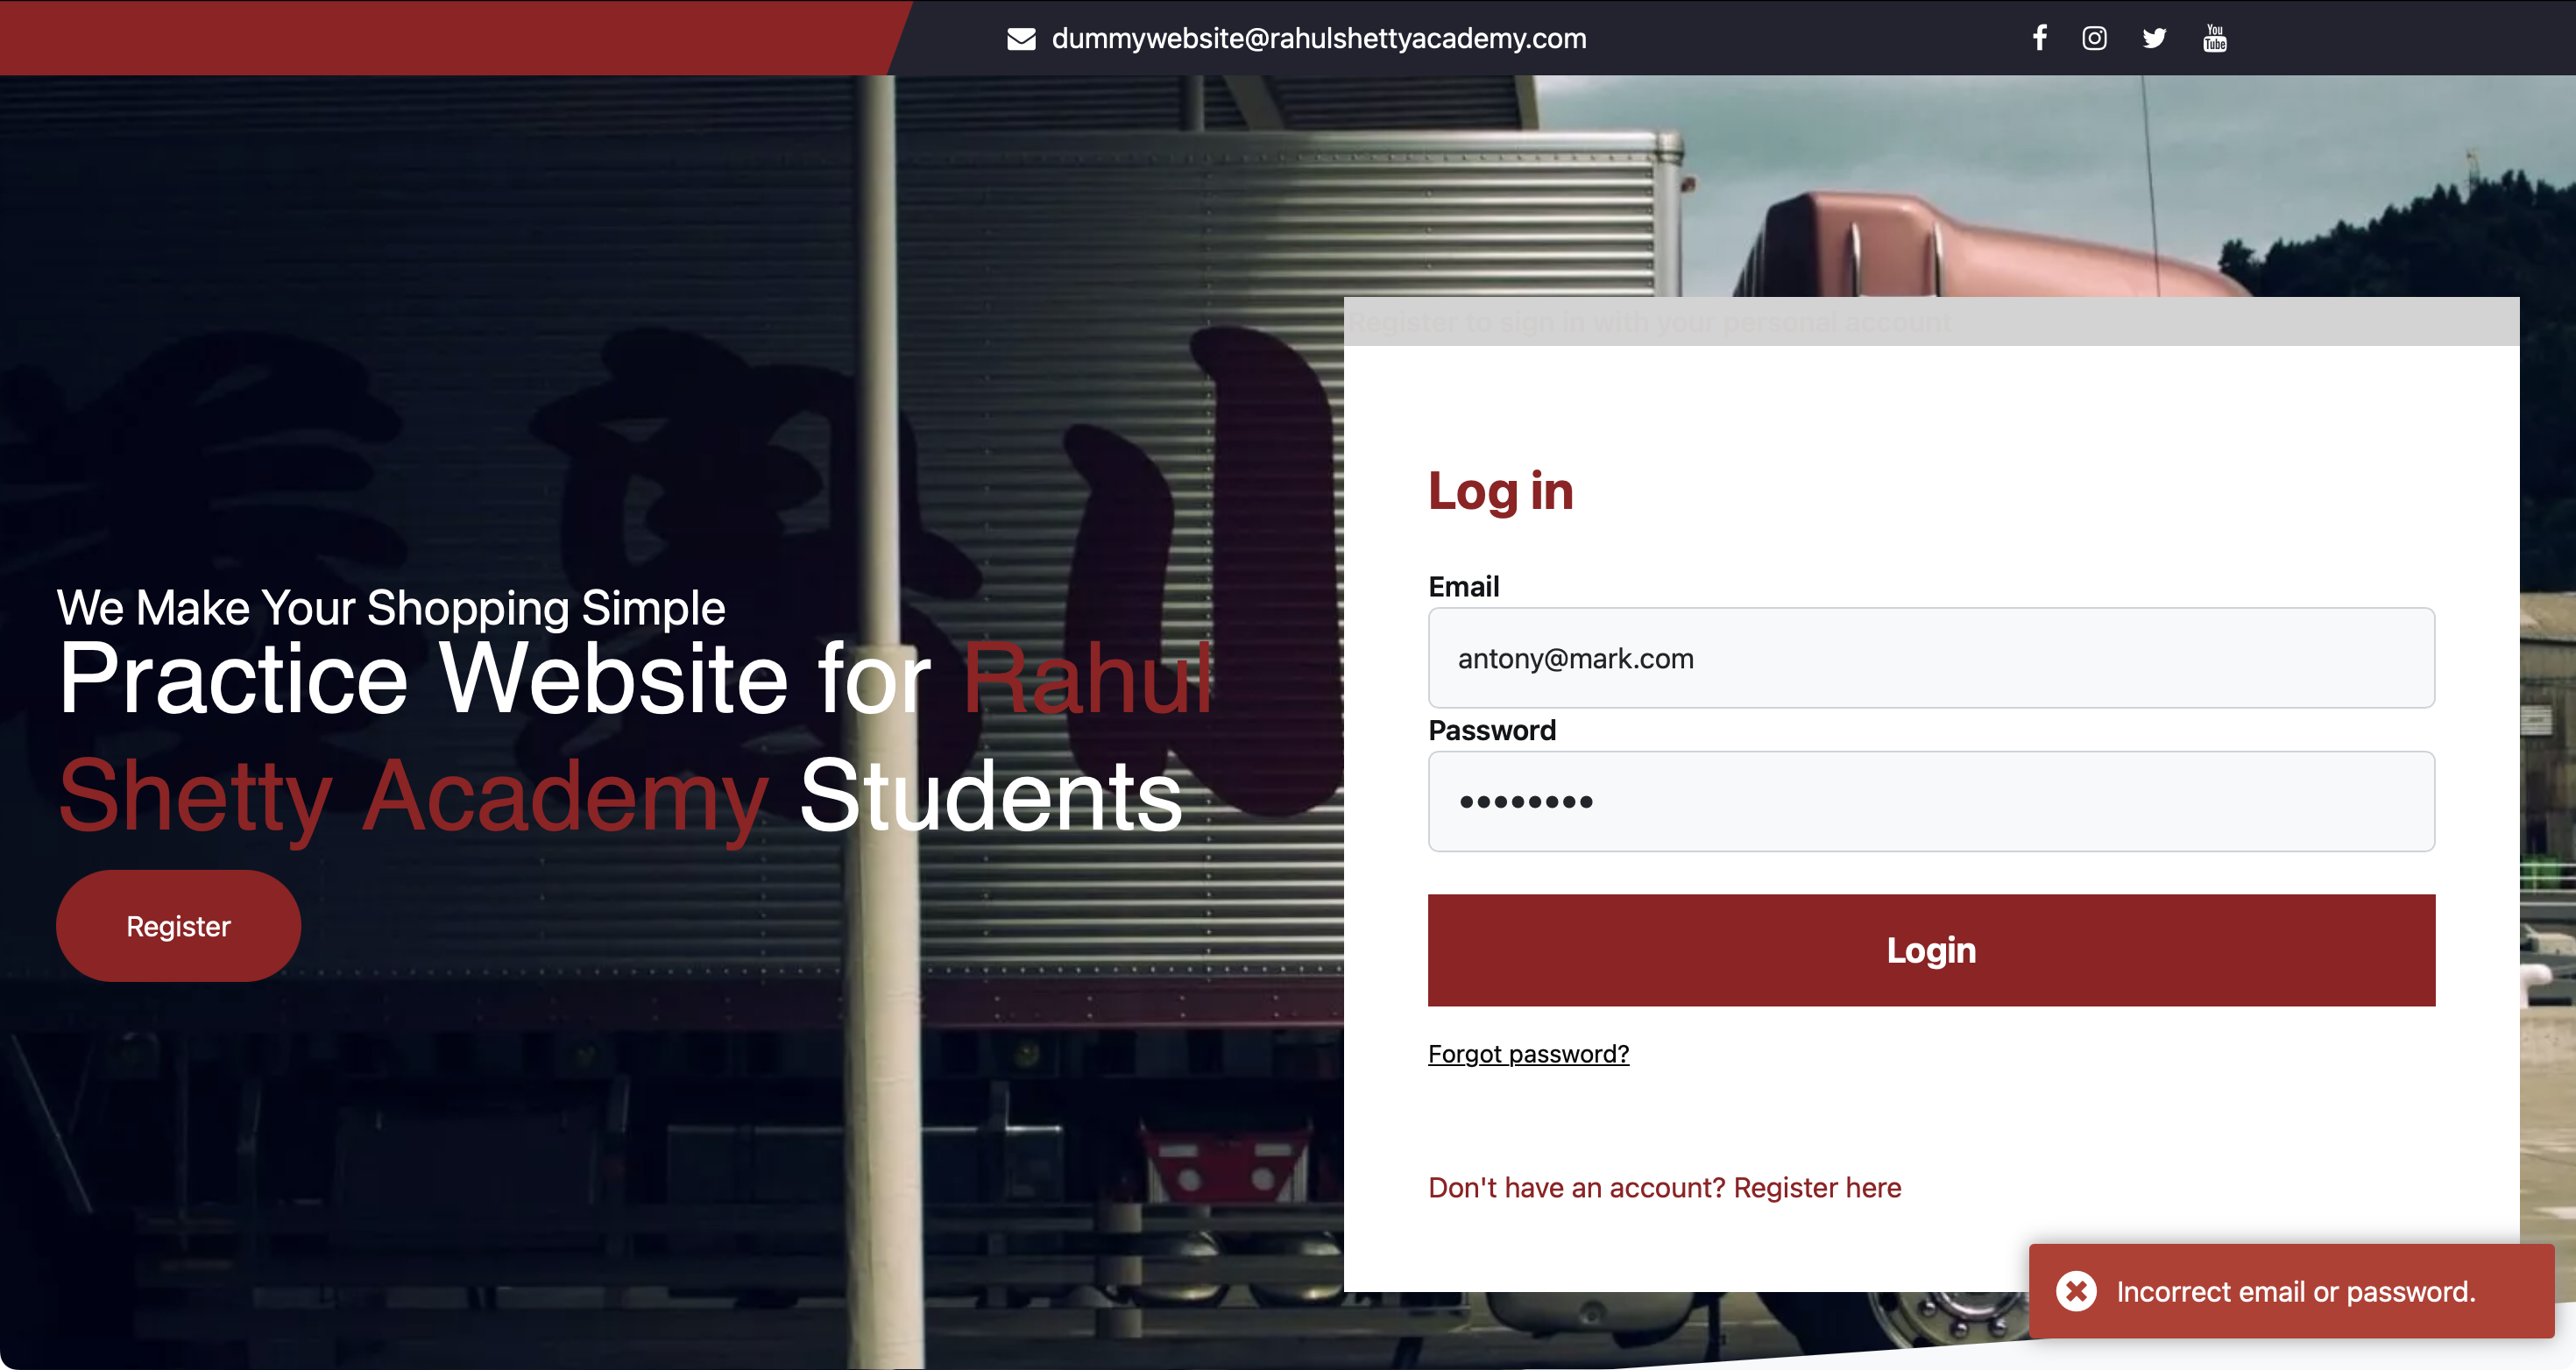 dummywebsite@rahulshettyacademy.com
You
Tube
Register to sign in with your personal account
Log in
Email
antony@mark.com
Password
Login
Forgot password?
Don't have an account? Register here
We Make Your Shopping Simple
Practice Website for Rahul
Shetty Academy Students
Register
Incorrect email or password.